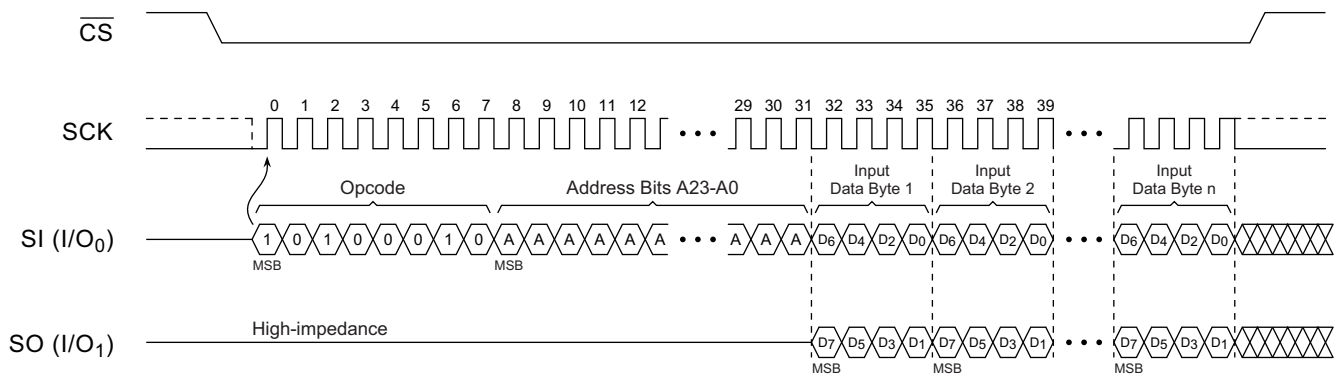 CS
0 1 2 3 4 5 6 7 8 9 10 11 12 29 30 31 32 33 34 35 36 37 38 39
SCK
Opcode
Address Bits A23-A0
Input
Data Byte 1
Input
Data Byte 2
Input
Data Byte n
SI (I/O0)
1 0 1 0 0 0 1 0 A A A A A A A A A D6 D4 D2 D0 D6 D4 D2 D0 D6 D4 D2 D0
MSB MSB
High-impedance
SO (I/O1)
D7 D5 D3 D1 D7 D5 D3 D1 D7 D5 D3 D1
MSB MSB MSB